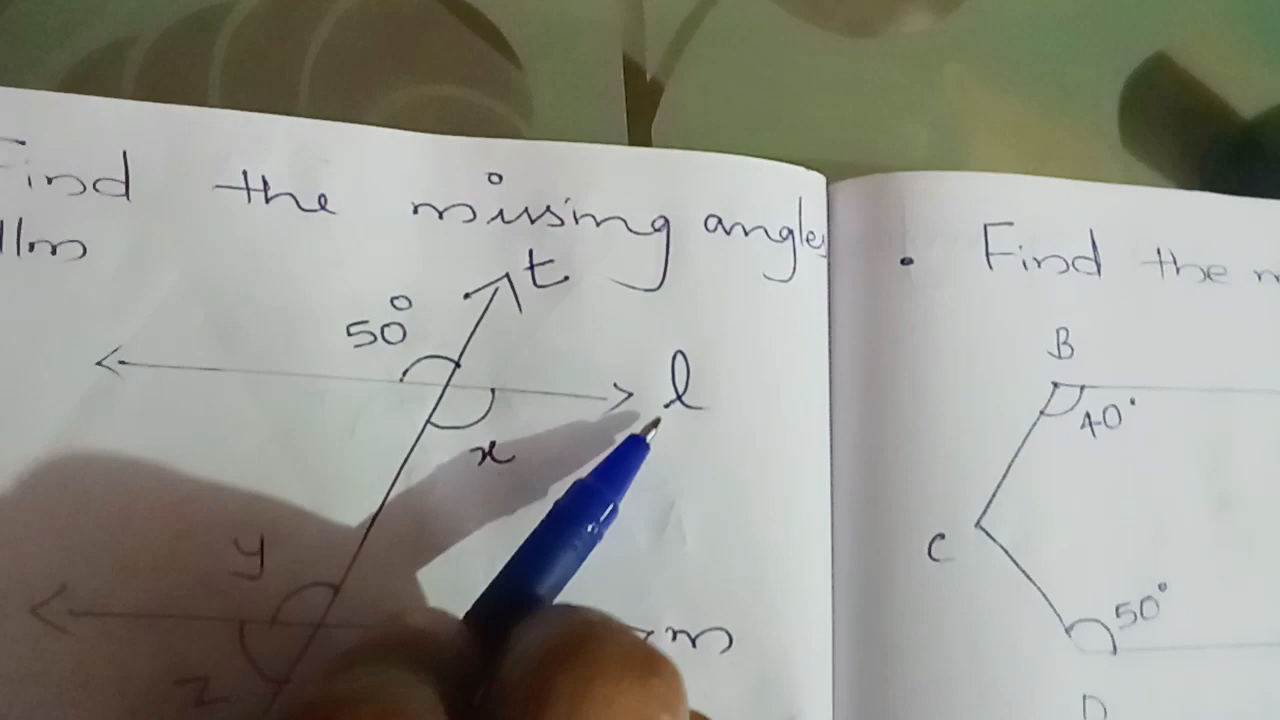 Find the missing angles
l||m
t
50°
l
x
y
m
z
. Find the
B
40°
C
50°
D